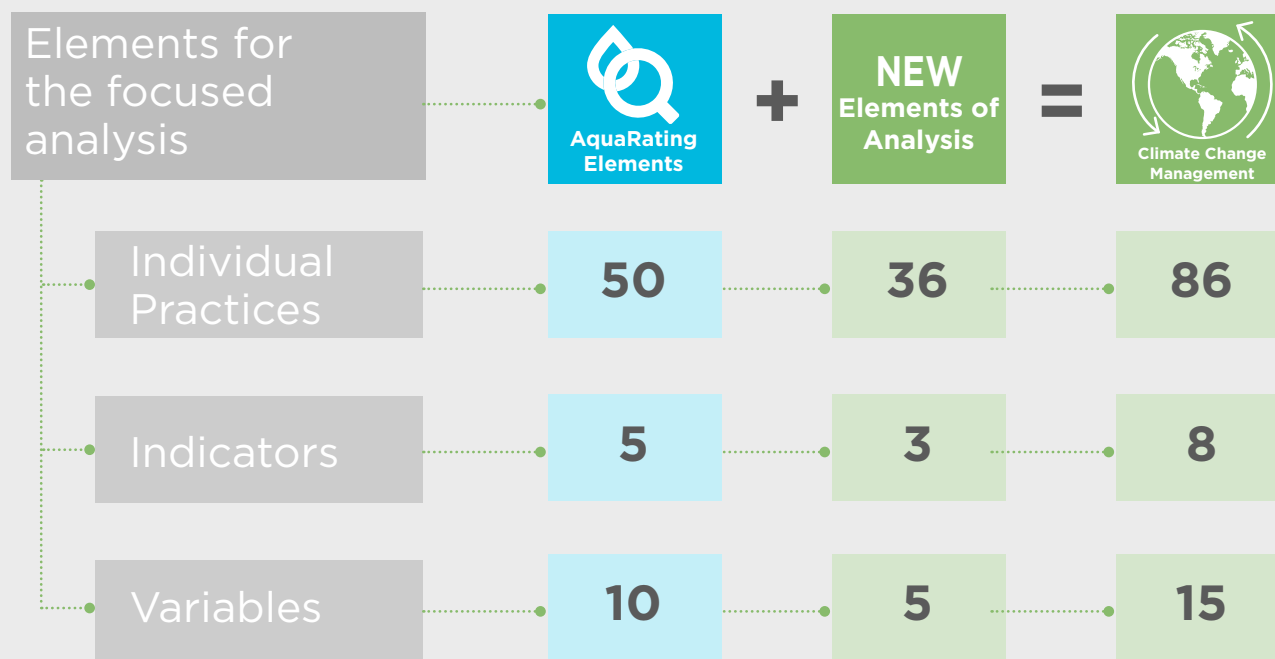 Elements for
the focused
analysis
AquaRating
Elements
+
NEW
Elements of
Analysis
=
Climate Change
Management
Individual
Practices
50
36
86
Indicators
5
3
8
Variables
10
5
15